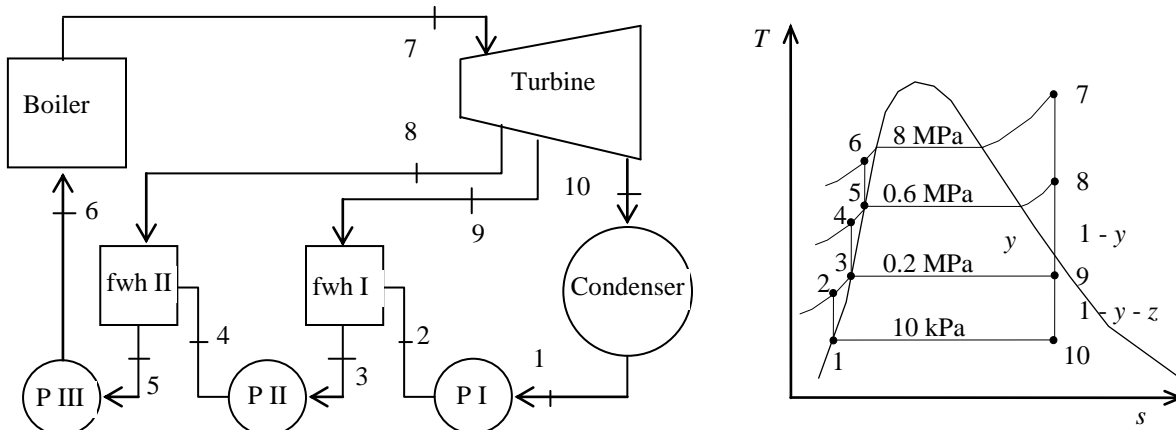 7
Turbine
Boiler
8
10
6
9
fwh II
fwh I
Condenser
4
2
5
3
1
P III
P II
P I
T
7
6
8 MPa
8
5
0.6 MPa
4
y
1 - y
3
0.2 MPa
9
2
1 - y - z
10 kPa
1
10
s